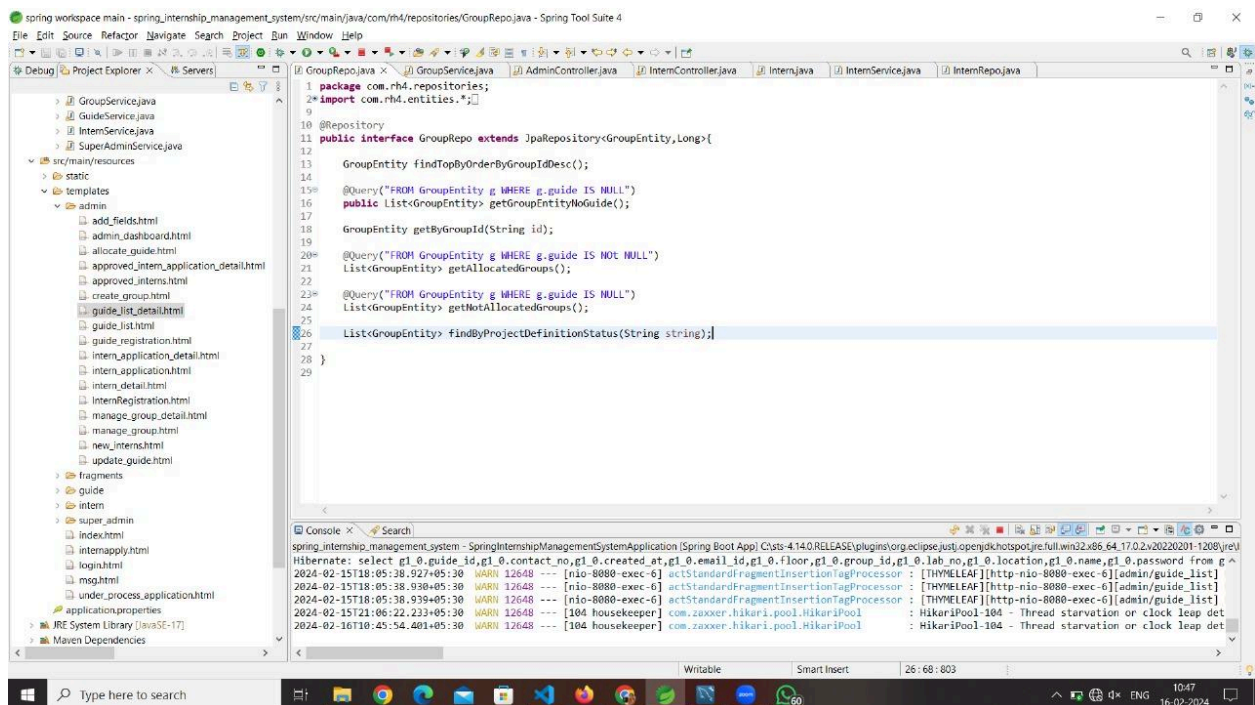 spring workspace main - spring_internship_management_system/src/main/java/com/rh4/repositories/GroupRepo.java - Spring Tool Suite 4
File Edit Source Refactor Navigate Search Project Run Window Help
Debug Project Explorer × Servers
GroupService.java
GuideService.java
InternService.java
SuperAdminService.java
src/main/resources
static
templates
admin
add_fields.html
admin_dashboard.html
allocate_guide.html
approved_intern_application_detail.html
approved_interns.html
create_group.html
guide_list_detail.html
guide_list.html
guide_registration.html
intern_application_detail.html
intern_application.html
intern_detail.html
InternRegistration.html
manage_group_detail.html
manage_group.html
new_interns.html
update_guide.html
fragments
guide
intern
super_admin
index.html
internapply.html
login.html
msg.html
under_process_application.html
application.properties
JRE System Library [JavaSE-17]
Maven Dependencies
GroupRepo.java × GroupService.java AdminController.java InternController.java Intern.java InternService.java InternRepo.java
1 package com.rh4.repositories;
2 import com.rh4.entities.*;
9
10 @Repository
11 public interface GroupRepo extends JpaRepository<GroupEntity,Long>{
12
13 GroupEntity findTopByOrderByGroupIdDesc();
14
15 @Query("FROM GroupEntity g WHERE g.guide IS NULL")
16 public List<GroupEntity> getGroupEntityNoGuide();
17
18 GroupEntity getByGroupId(String id);
19
20 @Query("FROM GroupEntity g WHERE g.guide IS NOt NULL")
21 List<GroupEntity> getAllocatedGroups();
22
23 @Query("FROM GroupEntity g WHERE g.guide IS NULL")
24 List<GroupEntity> getNotAllocatedGroups();
25
26 List<GroupEntity> findByProjectDefinitionStatus(String string);
27
28 }
29
Console × Search
spring_internship_management_system - SpringInternshipManagementSystemApplication [Spring Boot App] C:\sts-4.14.0.RELEASE\plugins\org.eclipse.justj.openjdk.hotspot.jre.full.win32.x86_64_17.0.2.v20220201-1208\jre\
Hibernate: select g1_0.guide_id,g1_0.contact_no,g1_0.created_at,g1_0.email_id,g1_0.floor,g1_0.group_id,g1_0.lab_no,g1_0.location,g1_0.name,g1_0.password from g
2024-02-15T18:05:38.927+05:30 WARN 12648 --- [nio-8080-exec-6] actStandardFragmentInsertionTagProcessor : [THYMELEAF][http-nio-8080-exec-6][admin/guide_list]
2024-02-15T18:05:38.930+05:30 WARN 12648 --- [nio-8080-exec-6] actStandardFragmentInsertionTagProcessor : [THYMELEAF][http-nio-8080-exec-6][admin/guide_list]
2024-02-15T18:05:38.939+05:30 WARN 12648 --- [nio-8080-exec-6] actStandardFragmentInsertionTagProcessor : [THYMELEAF][http-nio-8080-exec-6][admin/guide_list]
2024-02-15T21:06:22.233+05:30 WARN 12648 --- [104 housekeeper] com.zaxxer.hikari.pool.HikariPool : HikariPool-104 - Thread starvation or clock leap det
2024-02-16T10:45:54.401+05:30 WARN 12648 --- [104 housekeeper] com.zaxxer.hikari.pool.HikariPool : HikariPool-104 - Thread starvation or clock leap det
Writable Smart Insert 26 : 68 : 803
Type here to search
60
ENG
10:47
16-02-2024